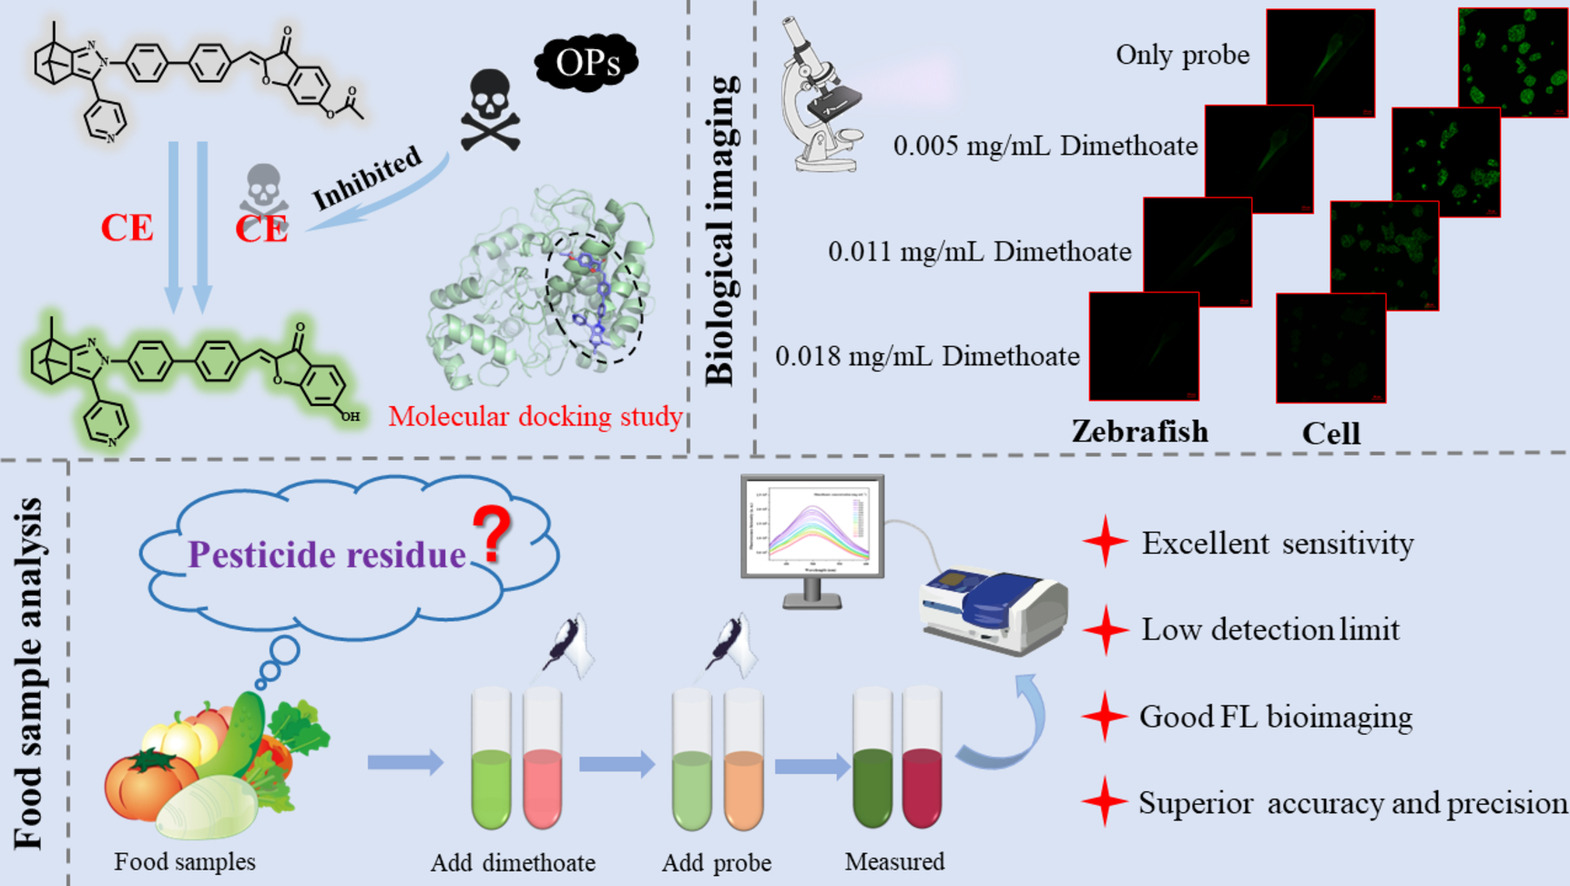 OPs
Inhibited
CE
CE
N
N
O
O
O
O
N
N
N
O
O
OH
N
Molecular docking study
Biological imaging
Only probe
0.005 mg/mL Dimethoate
0.011 mg/mL Dimethoate
0.018 mg/mL Dimethoate
Zebrafish
Cell
Food sample analysis
Pesticide residue ?
Food samples
Add dimethoate
Add probe
Measured
Excellent sensitivity
Low detection limit
Good FL bioimaging
Superior accuracy and precision